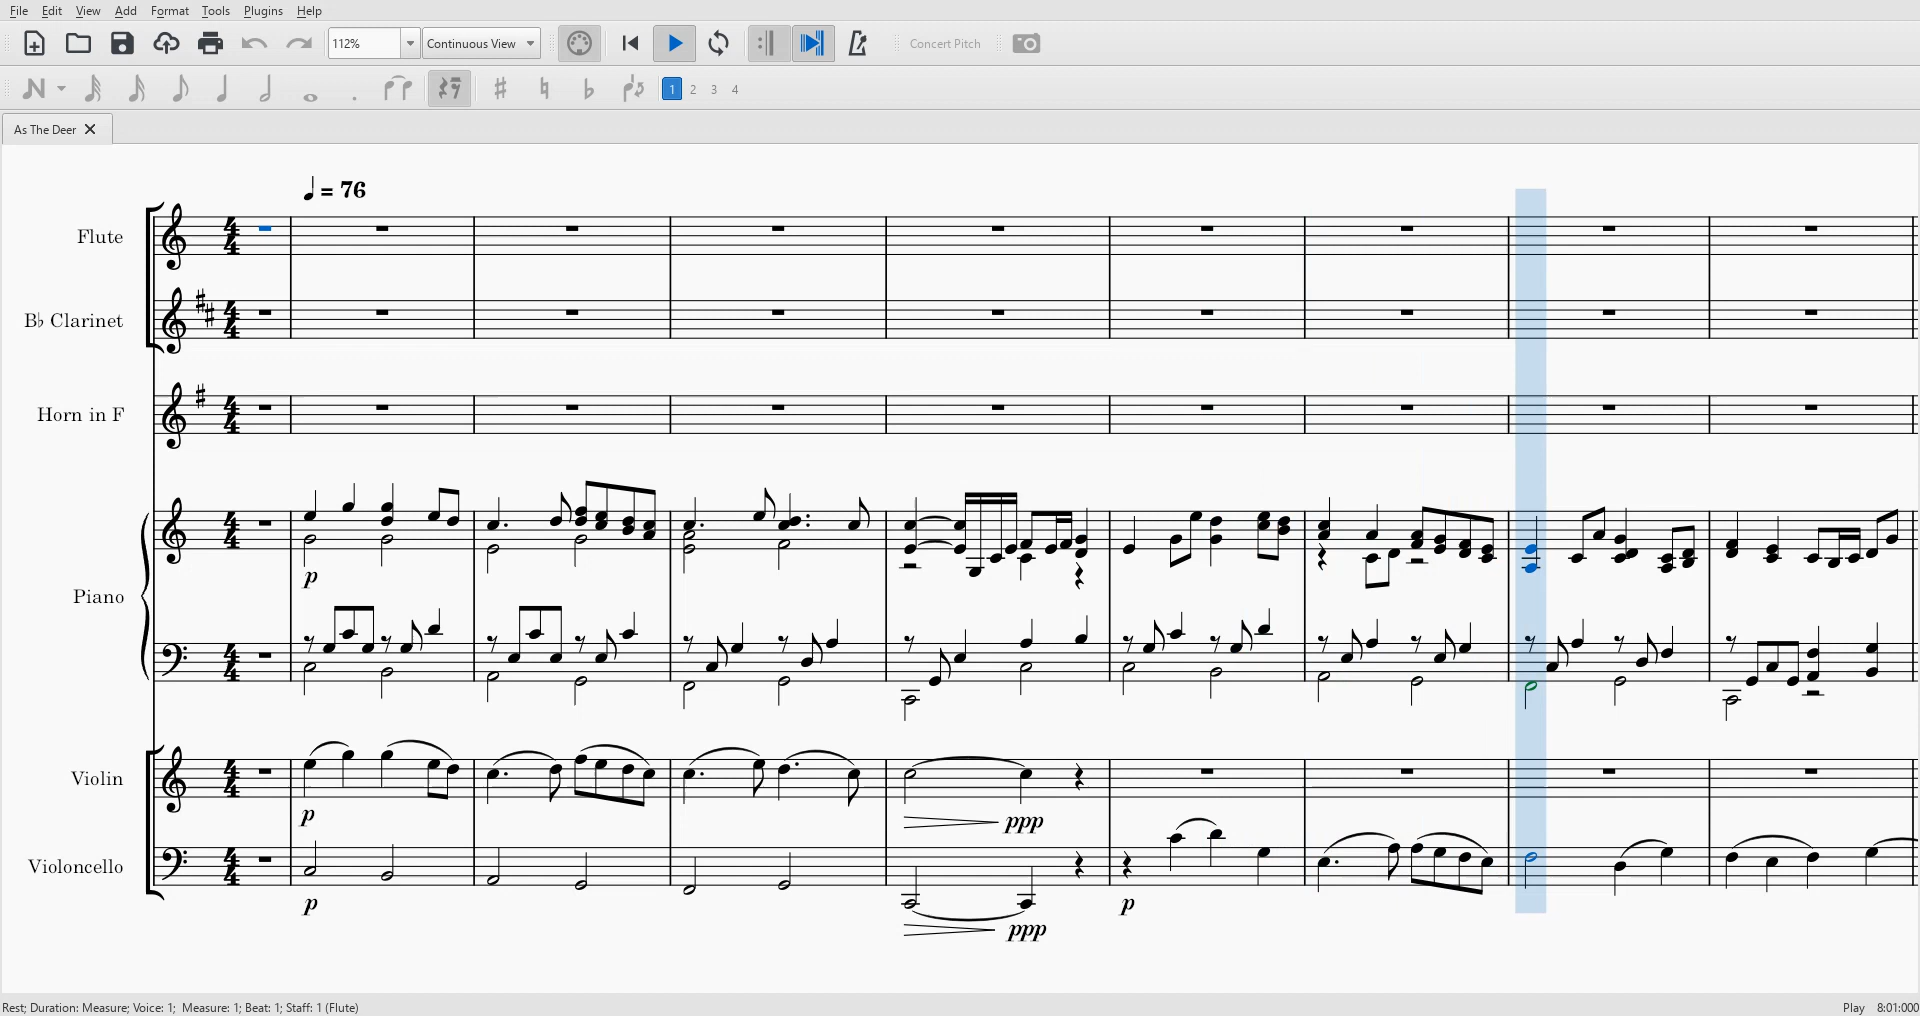 File Edit View Add Format Tools Plugins Help
112% Continuous View Concert Pitch
1 2 3 4
As The Deer
= 76
Flute
B♭ Clarinet
Horn in F
p
Piano
Violin
p
ppp
Violoncello
p
p
ppp
Rest; Duration: Measure; Voice: 1; Measure: 1; Beat: 1; Staff: 1 (Flute) Play 8:01:000